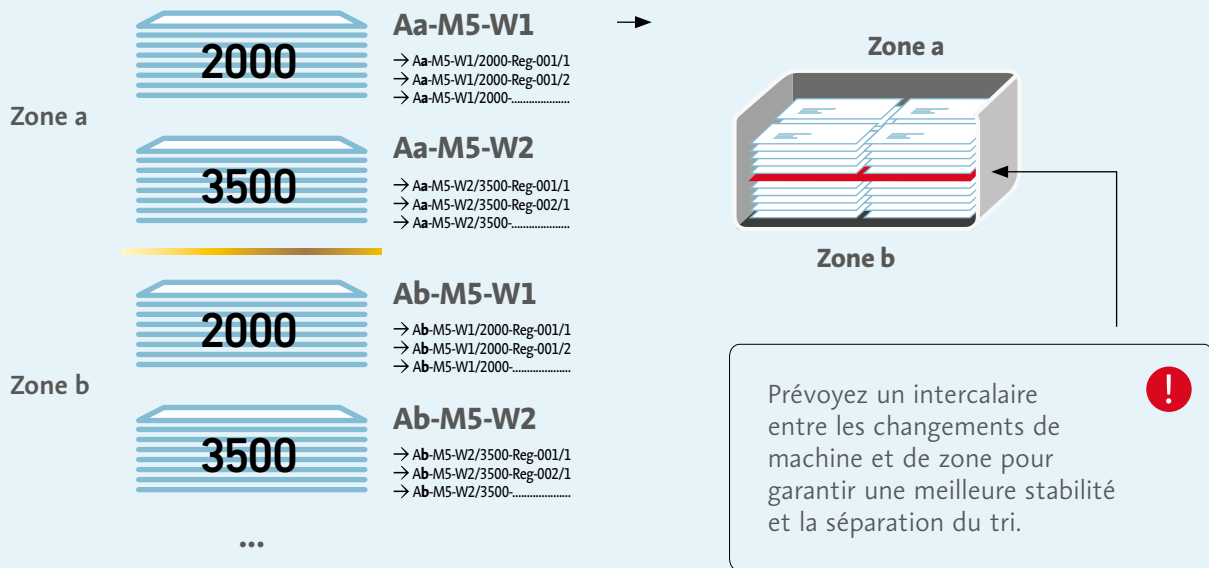 Zone a
2000
Aa-M5-W1
→ Aa-M5-W1/2000-Reg-001/1
→ Aa-M5-W1/2000-Reg-001/2
→ Aa-M5-W1/2000-....................
3500
Aa-M5-W2
→ Aa-M5-W2/3500-Reg-001/1
→ Aa-M5-W2/3500-Reg-002/1
→ Aa-M5-W2/3500-....................
Zone b
2000
Ab-M5-W1
→ Ab-M5-W1/2000-Reg-001/1
→ Ab-M5-W1/2000-Reg-001/2
→ Ab-M5-W1/2000-....................
3500
Ab-M5-W2
→ Ab-M5-W2/3500-Reg-001/1
→ Ab-M5-W2/3500-Reg-002/1
→ Ab-M5-W2/3500-....................
...
→
Zone a
Zone b
!
Prévoyez un intercalaire
entre les changements de
machine et de zone pour
garantir une meilleure stabilité
et la séparation du tri.